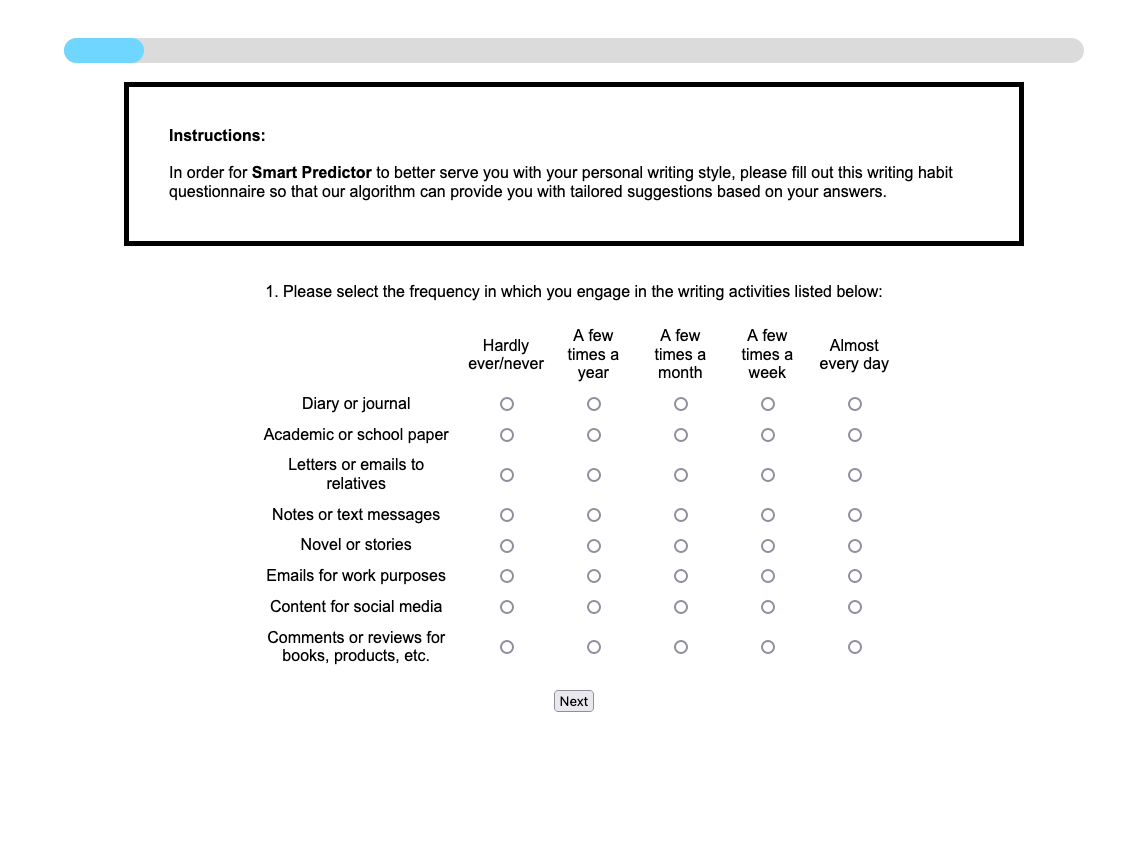 Instructions:
In order for Smart Predictor to better serve you with your personal writing style, please fill out this writing habit
questionnaire so that our algorithm can provide you with tailored suggestions based on your answers.
1. Please select the frequency in which you engage in the writing activities listed below:
Hardly
ever/never
A few
times a
year
A few
times a
month
A few
times a
week
Almost
every day
Diary or journal
Academic or school paper
Letters or emails to
relatives
Notes or text messages
Novel or stories
Emails for work purposes
Content for social media
Comments or reviews for
books, products, etc.
Next